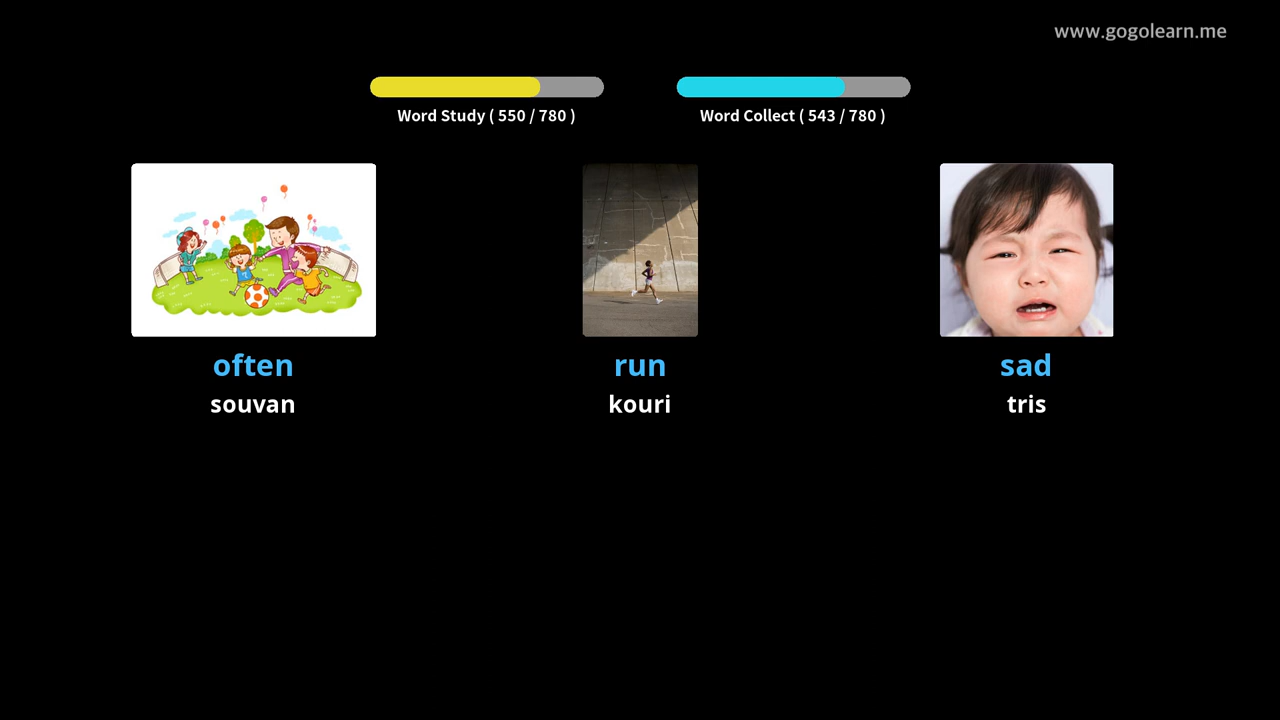 www.gogolearn.me
Word Study ( 550 / 780 )
Word Collect ( 543 / 780 )
often
run
sad
souvan
kouri
tris